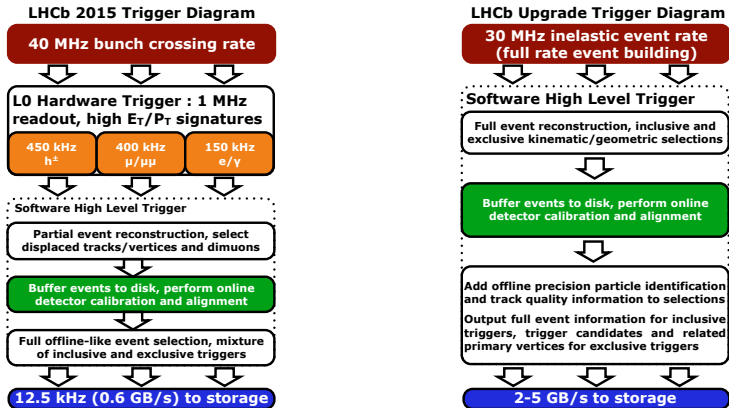 LHCb 2015 Trigger Diagram
40 MHz bunch crossing rate
L0 Hardware Trigger : 1 MHz
readout, high ET/PT signatures
450 kHz
h±
400 kHz
μ/μμ
150 kHz
e/γ
Software High Level Trigger
Partial event reconstruction, select
displaced tracks/vertices and dimuons
Buffer events to disk, perform online
detector calibration and alignment
Full offline-like event selection, mixture
of inclusive and exclusive triggers
12.5 kHz (0.6 GB/s) to storage
LHCb Upgrade Trigger Diagram
30 MHz inelastic event rate
(full rate event building)
Software High Level Trigger
Full event reconstruction, inclusive and
exclusive kinematic/geometric selections
Buffer events to disk, perform online
detector calibration and alignment
Add offline precision particle identification
and track quality information to selections
Output full event information for inclusive
triggers, trigger candidates and related
primary vertices for exclusive triggers
2-5 GB/s to storage